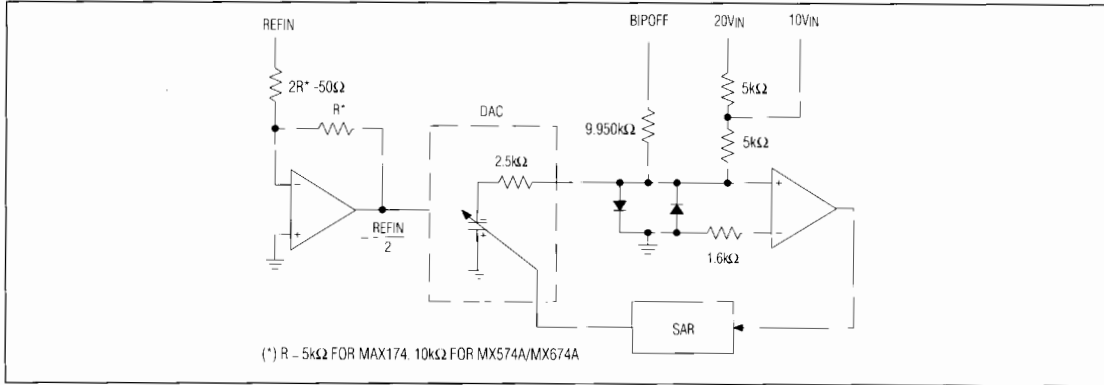 REFIN
BIPOFF
20VIN
10VIN
2R* -50Ω
5kΩ
R*
DAC
9.950kΩ
5kΩ
2.5kΩ
–
+
–
+
REFIN
2
+
–
1.6kΩ
SAR
(*) R – 5kΩ FOR MAX174. 10kΩ FOR MX574A/MX674A